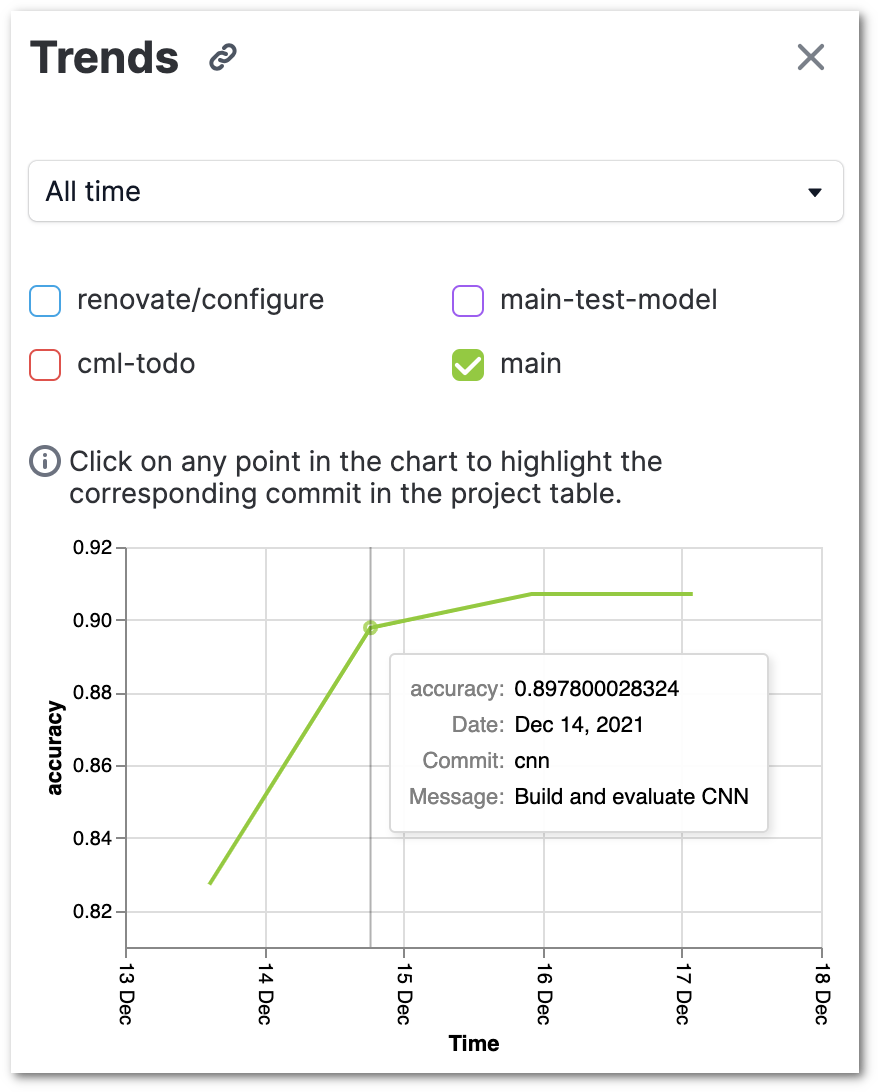 Trends
All time
renovate/configure
main-test-model
cml-todo
main
Click on any point in the chart to highlight the
corresponding commit in the project table.
0.92
0.90
0.88
0.86
0.84
0.82
accuracy
accuracy: 0.897800028324
Date: Dec 14, 2021
Commit: cnn
Message: Build and evaluate CNN
13 Dec
14 Dec
15 Dec
16 Dec
17 Dec
18 Dec
Time